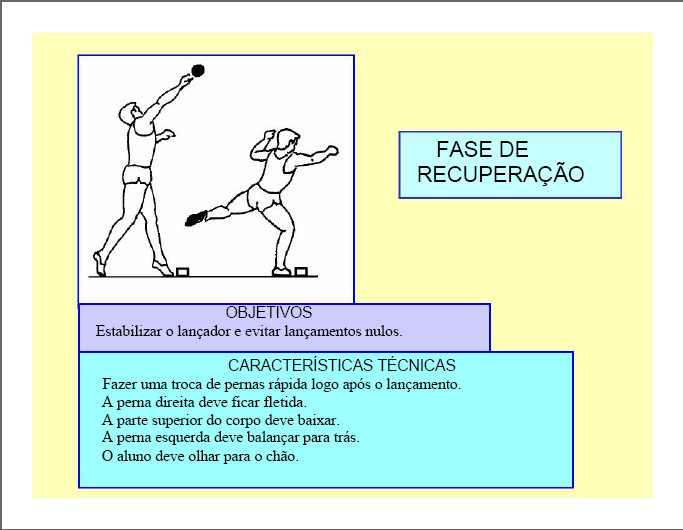 FASE DE
RECUPERAÇÃO
OBJETIVOS
Estabilizar o lançador e evitar lançamentos nulos.
CARACTERÍSTICAS TÉCNICAS
Fazer uma troca de pernas rápida logo após o lançamento.
A perna direita deve ficar fletida.
A parte superior do corpo deve baixar.
A perna esquerda deve balançar para trás.
O aluno deve olhar para o chão.